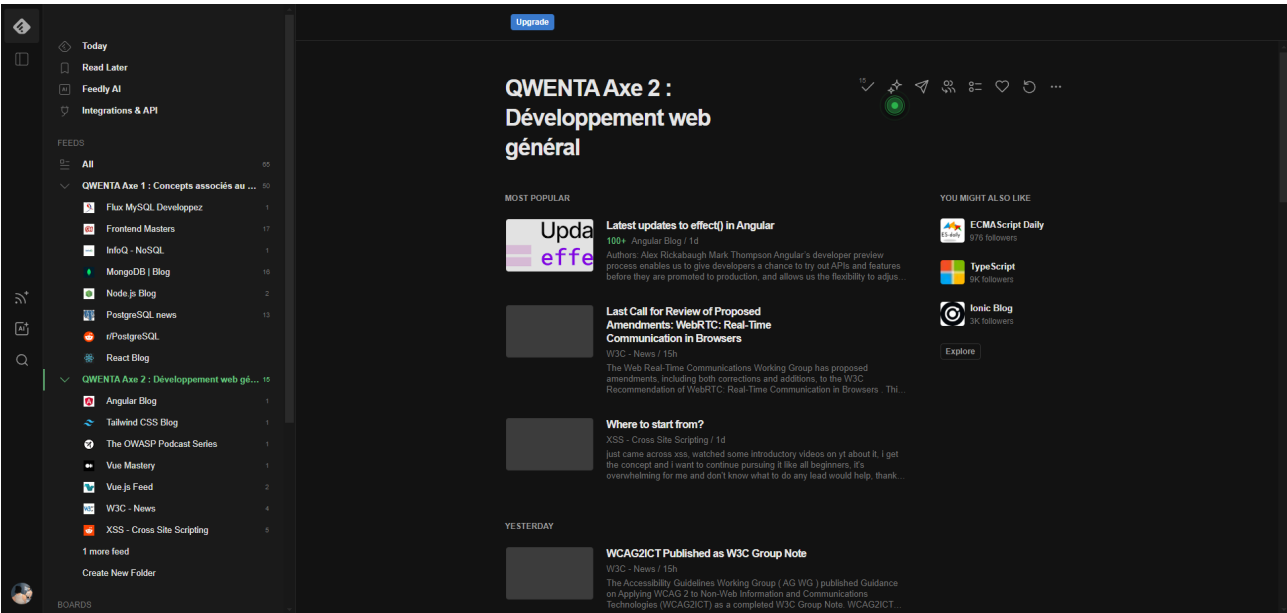 Upgrade
Today
Read Later
AI
Feedly AI
Integrations & API
FEEDS
All
65
QWENTA Axe 1 : Concepts associés au ...
50
Flux MySQL Developpez
1
Frontend Masters
17
InfoQ - NoSQL
1
MongoDB | Blog
16
Node.js Blog
2
PostgreSQL news
13
r/PostgreSQL
React Blog
QWENTA Axe 2 : Développement web gé...
15
Angular Blog
1
Tailwind CSS Blog
1
The OWASP Podcast Series
1
Vue Mastery
1
Vue.js Feed
2
W3C - News
4
XSS - Cross Site Scripting
5
1 more feed
Create New Folder
BOARDS
QWENTA Axe 2 :
Développement web
général
15
MOST POPULAR
Upda
effe
Latest updates to effect() in Angular
100+ Angular Blog / 1d
Authors: Alex Rickabaugh Mark Thompson Angular's developer preview
process enables us to give developers a chance to try out APIs and features
before they are promoted to production, and allows us the flexibility to adjus...
Last Call for Review of Proposed
Amendments: WebRTC: Real-Time
Communication in Browsers
W3C - News / 15h
The Web Real-Time Communications Working Group has proposed
amendments, including both corrections and additions, to the W3C
Recommendation of WebRTC: Real-Time Communication in Browsers . Thi...
Where to start from?
XSS - Cross Site Scripting / 1d
just came across xss, watched some introductory videos on yt about it, i get
the concept and I want to continue pursuing it like all beginners, it's
overwhelming for me and don't know what to do any lead would help, thank...
YESTERDAY
WCAG2ICT Published as W3C Group Note
W3C - News / 15h
The Accessibility Guidelines Working Group ( AG WG ) published Guidance
on Applying WCAG 2 to Non-Web Information and Communications
Technologies (WCAG2ICT) as a completed W3C Group Note. WCAG2ICT...
YOU MIGHT ALSO LIKE
ECMAScript Daily
976 followers
TypeScript
9K followers
Ionic Blog
3K followers
Explore